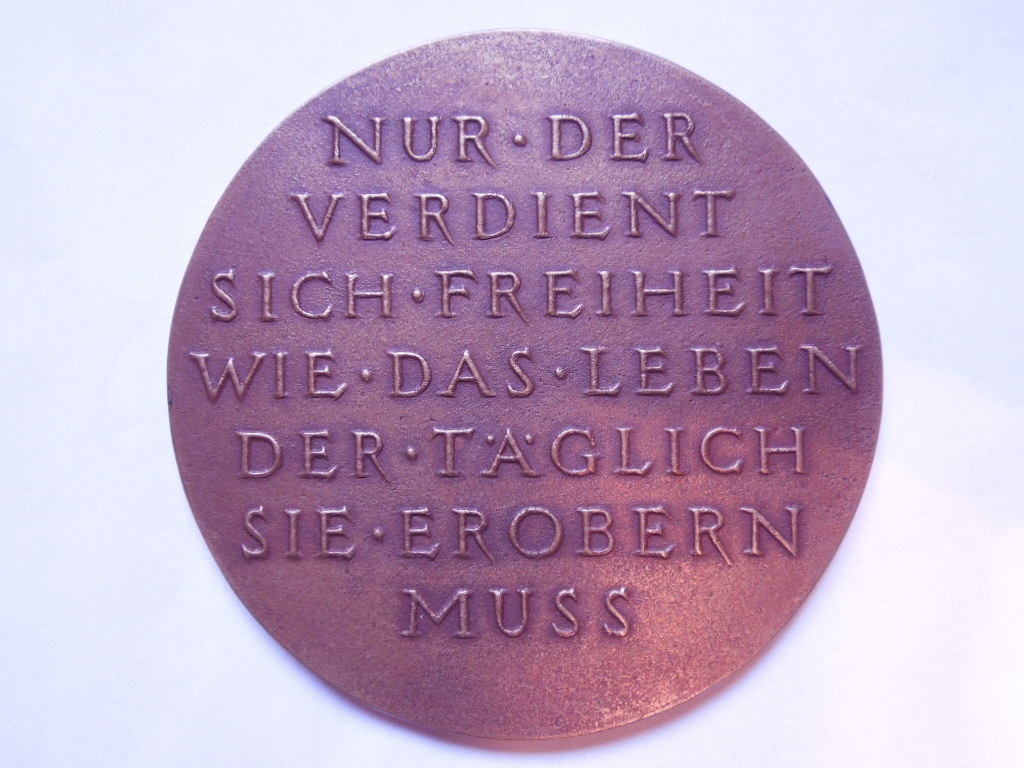 NUR·DER
VERDIENT
SICH·FREIHEIT
WIE·DAS·LEBEN
DER·TÄGLICH
SIE·EROBERN
MUSS